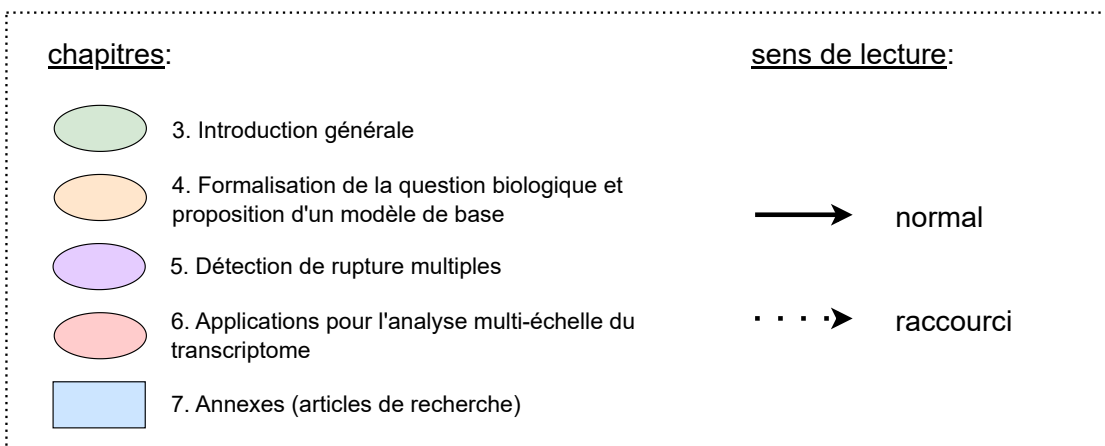 chapitres:
3. Introduction générale
4. Formalisation de la question biologique et
proposition d'un modèle de base
5. Détection de rupture multiples
6. Applications pour l'analyse multi-échelle du
transcriptome
7. Annexes (articles de recherche)
sens de lecture:
normal
raccourci